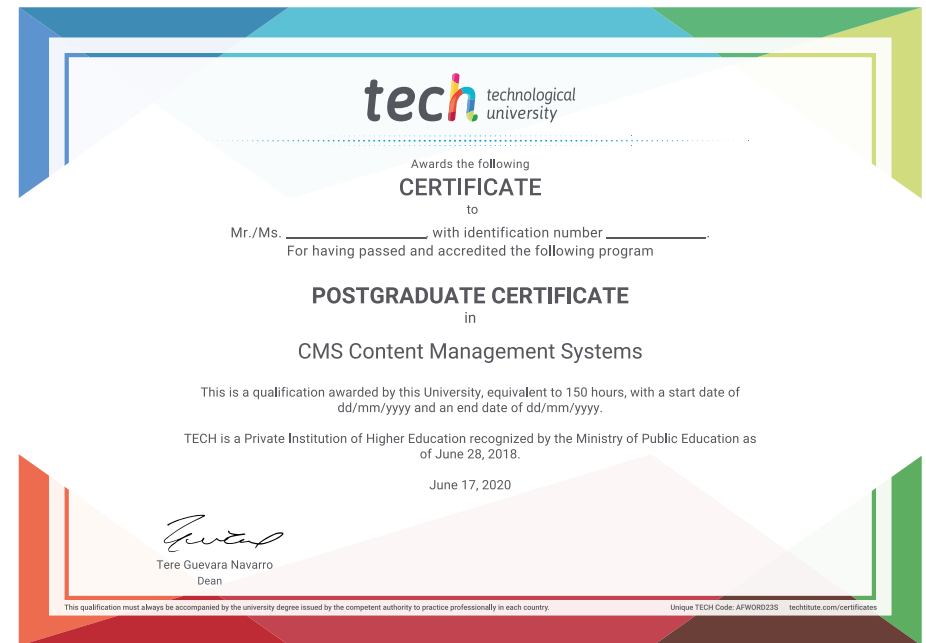 tech technological
university
Awards the following
CERTIFICATE
to
Mr./Ms. ____________________, with identification number ______________.
For having passed and accredited the following program
POSTGRADUATE CERTIFICATE
in
CMS Content Management Systems
This is a qualification awarded by this University, equivalent to 150 hours, with a start date of
dd/mm/yyyy and an end date of dd/mm/yyyy.
TECH is a Private Institution of Higher Education recognized by the Ministry of Public Education as
of June 28, 2018.
June 17, 2020
Tere Guevara Navarro
Dean
This qualification must always be accompanied by the university degree issued by the competent authority to practice professionally in each country. Unique TECH Code: AFWORD23S techtitute.com/certificates